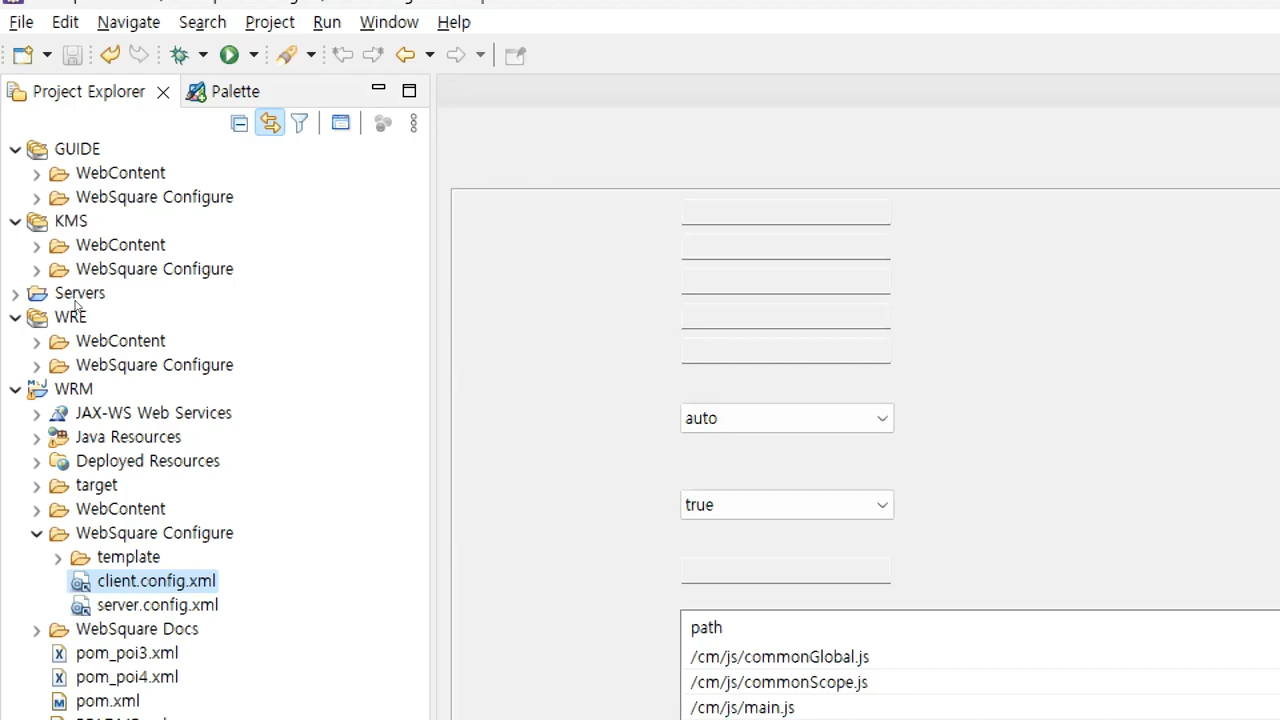 File Edit Navigate Search Project Run Window Help
Project Explorer Palette
GUIDE
WebContent
WebSquare Configure
KMS
WebContent
WebSquare Configure
Servers
WRE
WebContent
WebSquare Configure
WRM
JAX-WS Web Services
Java Resources
Deployed Resources
target
WebContent
WebSquare Configure
template
client.config.xml
server.config.xml
WebSquare Docs
pom_poi3.xml
pom_poi4.xml
pom.xml
auto
true
path
/cm/js/commonGlobal.js
/cm/js/commonScope.js
/cm/js/main.js